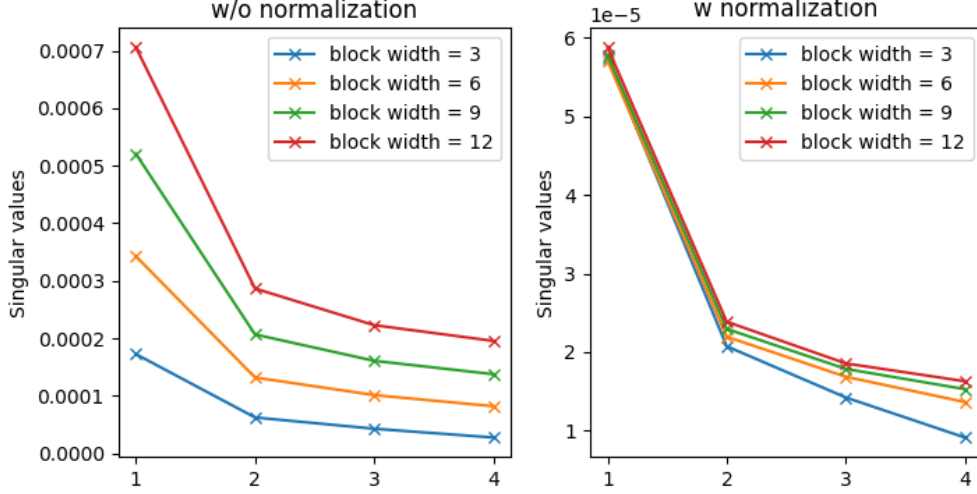 w/o normalization
0.0007
0.0006
0.0005
0.0004
0.0003
0.0002
0.0001
0.0000
Singular values
block width = 3
block width = 6
block width = 9
block width = 12
1 2 3 4
w normalization
1e−5
6
5
4
3
2
1
Singular values
block width = 3
block width = 6
block width = 9
block width = 12
1 2 3 4